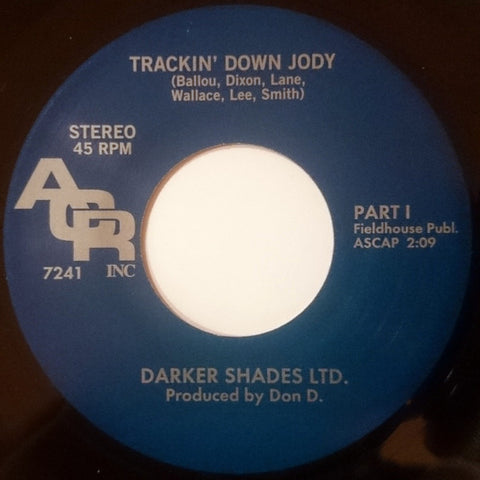 TRACKIN' DOWN JODY
(Ballou, Dixon, Lane,
Wallace, Lee, Smith)
STEREO
45 RPM
AGR
7241 INC
PART I
Fieldhouse Publ.
ASCAP 2:09
DARKER SHADES LTD.
Produced by Don D.